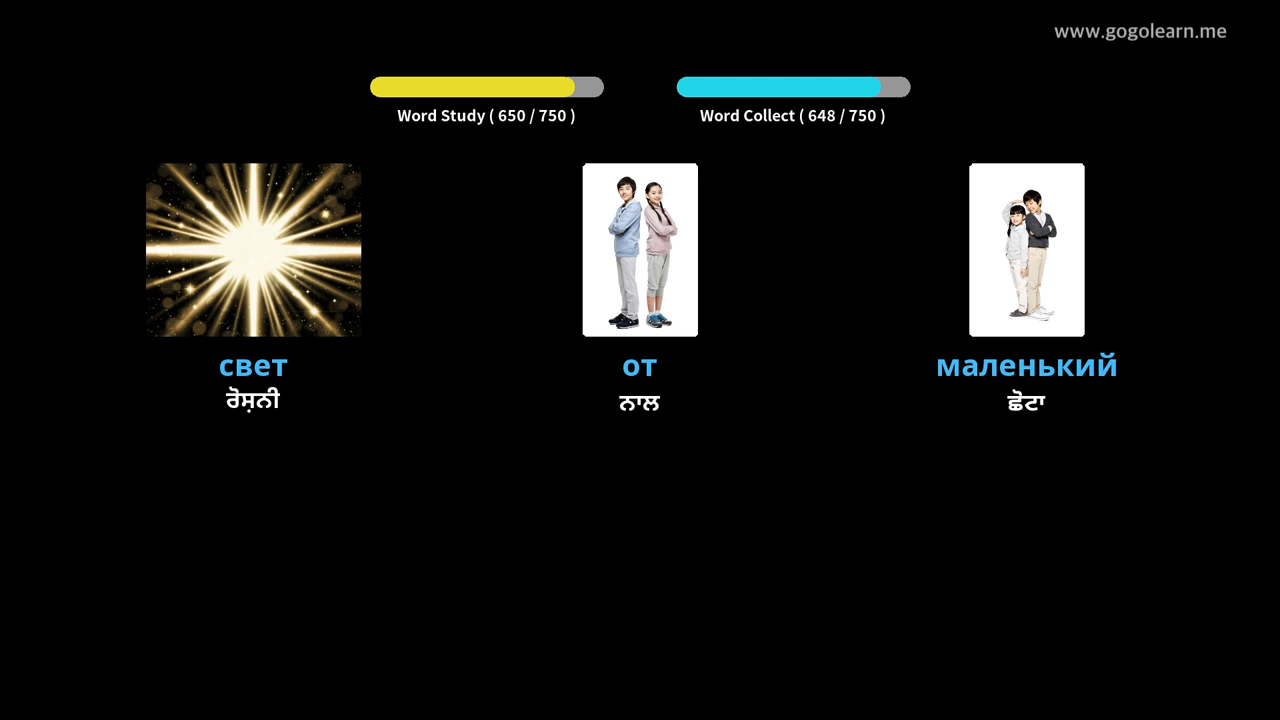 www.gogolearn.me
Word Study ( 650 / 750 )
Word Collect ( 648 / 750 )
свет
от
маленький
ਰੋਸ਼ਨੀ
ਨਾਲ
ਛੋਟਾ